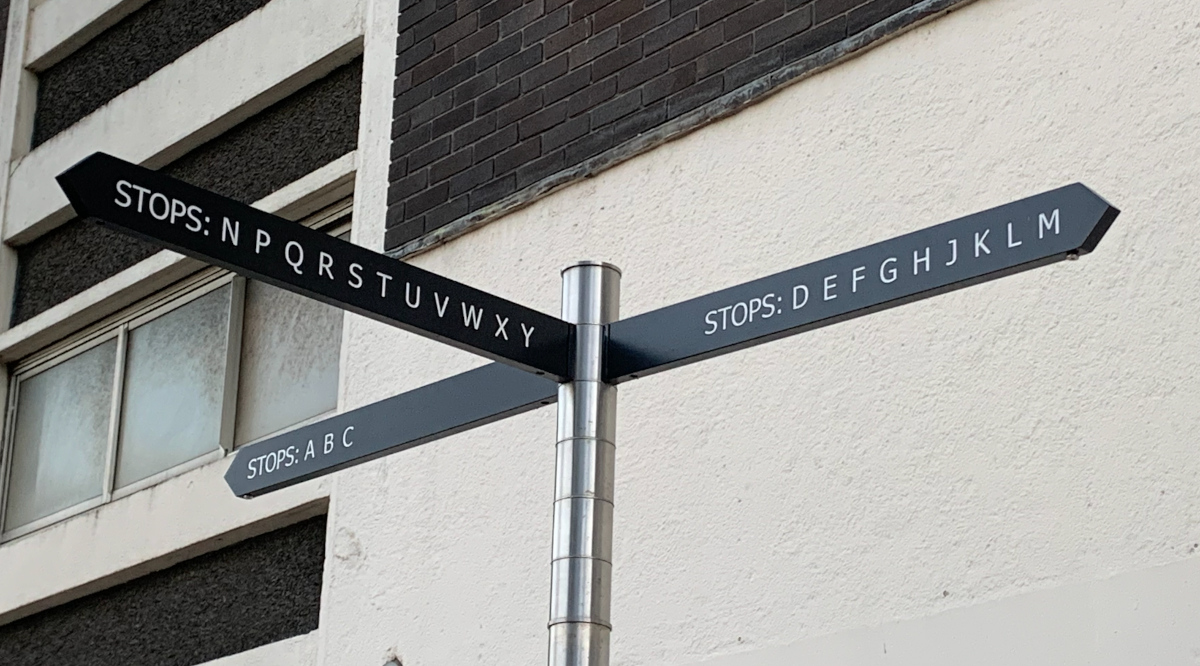 STOPS: N P Q R S T U V W X Y
STOPS: D E F G H J K L M
STOPS: A B C